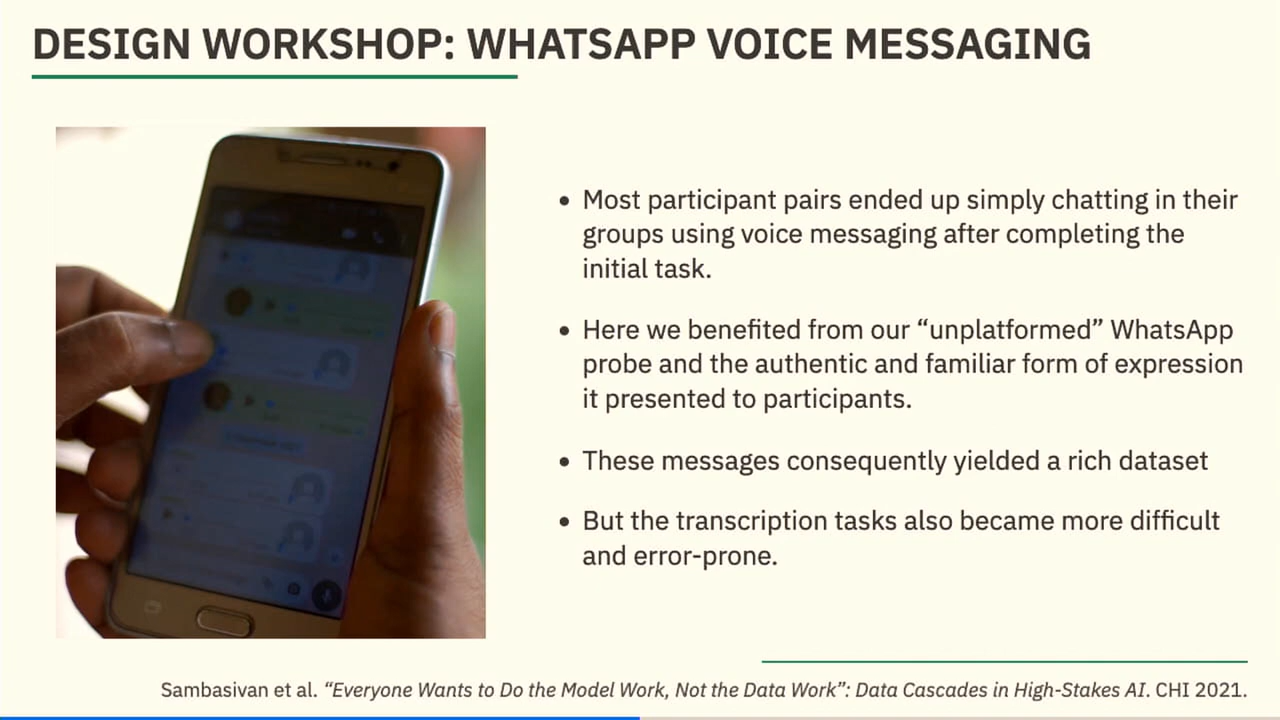 DESIGN WORKSHOP: WHATSAPP VOICE MESSAGING
• Most participant pairs ended up simply chatting in their
groups using voice messaging after completing the
initial task.
• Here we benefited from our “unplatformed” WhatsApp
probe and the authentic and familiar form of expression
it presented to participants.
• These messages consequently yielded a rich dataset
• But the transcription tasks also became more difficult
and error-prone.
Sambasivan et al. “Everyone Wants to Do the Model Work, Not the Data Work”: Data Cascades in High-Stakes AI. CHI 2021.